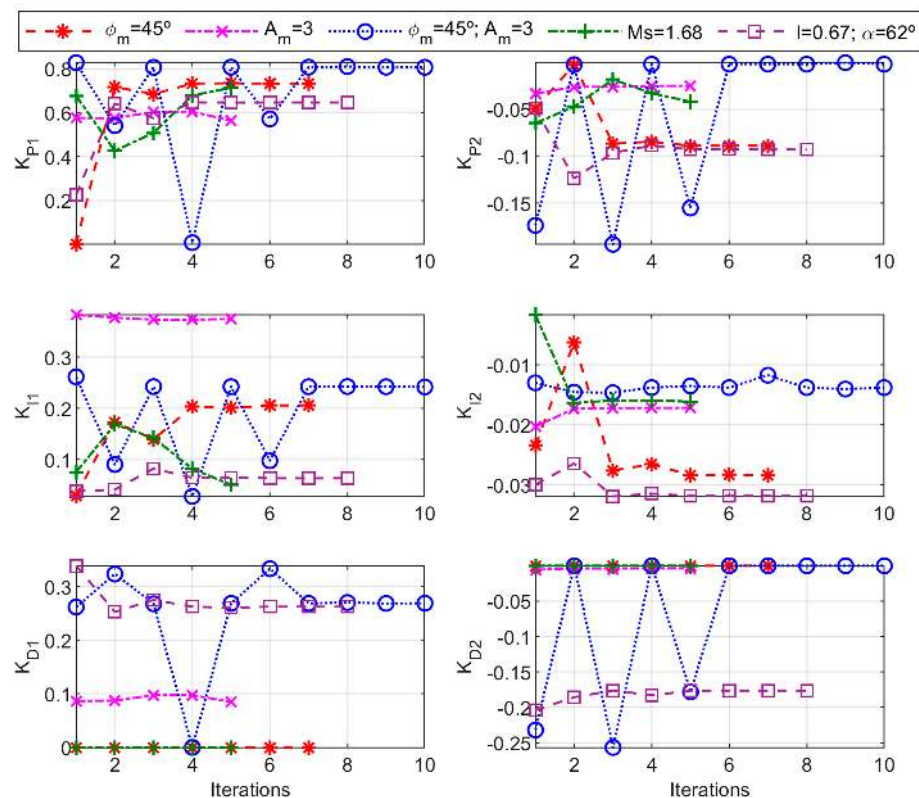 ϕm=45º Am=3 ϕm=45º; Am=3 Ms=1.68 l=0.67; α=62º
0.8 0.6 0.4 0.2
KP1
2 4 6 8 10
-0.05 -0.1 -0.15
KP2
2 4 6 8 10
0.3 0.2 0.1
KI1
2 4 6 8 10
-0.01 -0.02 -0.03
KI2
2 4 6 8 10
0.3 0.2 0.1 0
KD1
2 4 6 8 10
Iterations
-0.05 -0.1 -0.15 -0.2 -0.25
KD2
2 4 6 8 10
Iterations